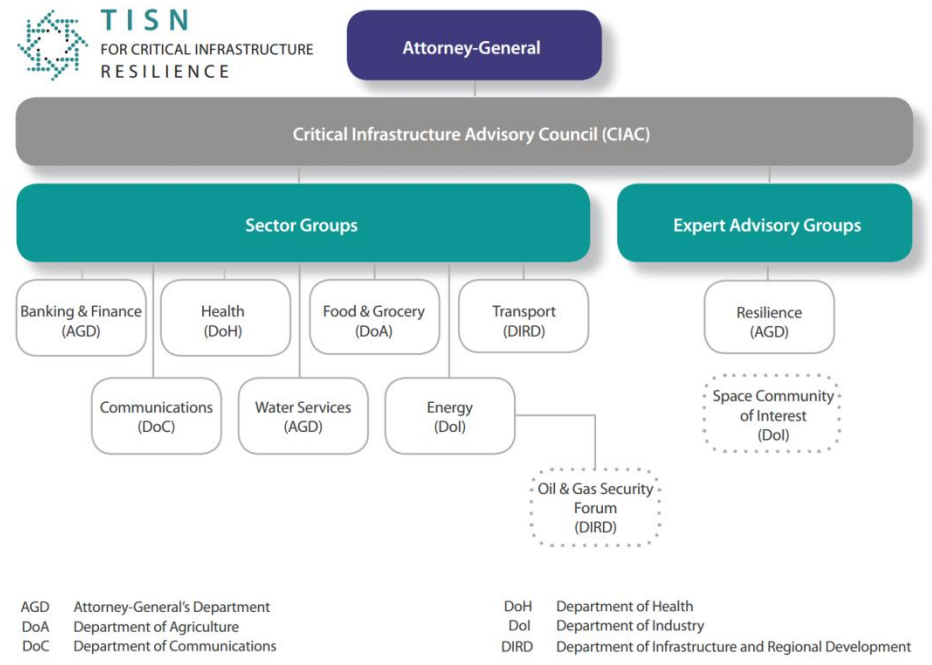 TISN
FOR CRITICAL INFRASTRUCTURE
RESILIENCE
Attorney-General
Critical Infrastructure Advisory Council (CIAC)
Sector Groups
Expert Advisory Groups
Banking & Finance
(AGD)
Health
(DoH)
Food & Grocery
(DoA)
Transport
(DIRD)
Resilience
(AGD)
Communications
(DoC)
Water Services
(AGD)
Energy
(DoI)
Space Community
of Interest
(DoI)
Oil & Gas Security
Forum
(DIRD)
AGD Attorney-General's Department
DoA Department of Agriculture
DoC Department of Communications
DoH Department of Health
DoI Department of Industry
DIRD Department of Infrastructure and Regional Development